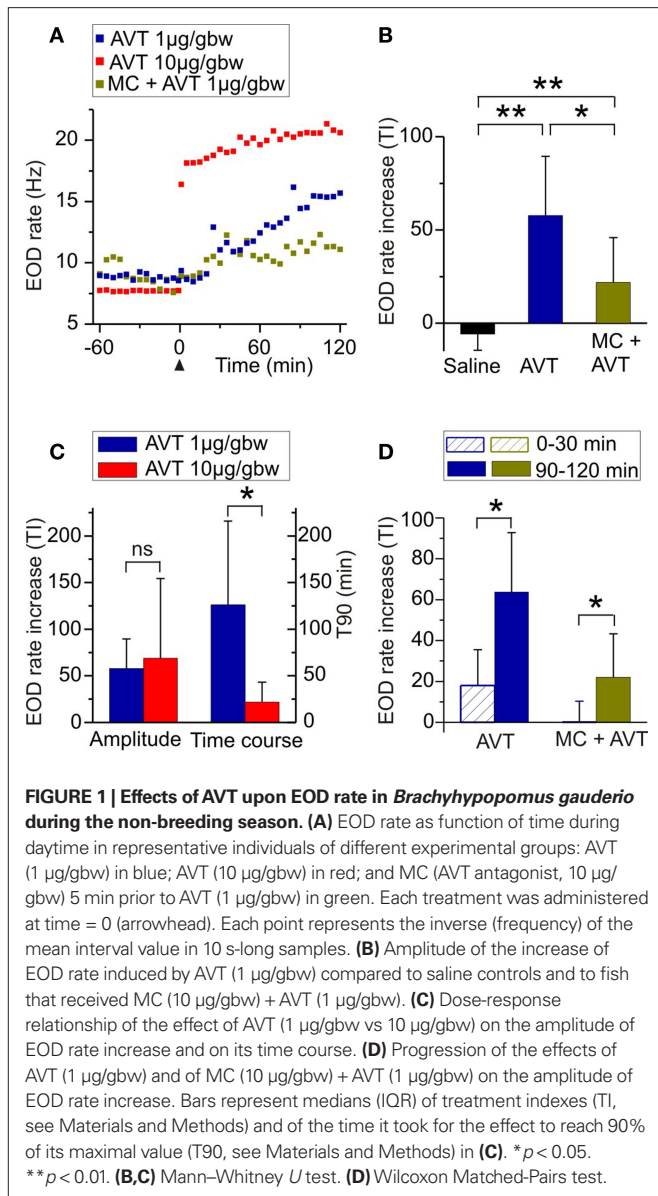 A
AVT 1µg/gbw
AVT 10µg/gbw
MC + AVT 1µg/gbw
EOD rate (Hz)
20
15
10
5
-60 0 60 120
Time (min)
B
** 
** *
EOD rate increase (TI)
100
50
0
Saline AVT MC + AVT
C
AVT 1µg/gbw
AVT 10µg/gbw
EOD rate increase (TI)
200
150
100
50
0
ns
*
200
150
100
50
0
T90 (min)
Amplitude Time course
D
0-30 min
90-120 min
EOD rate increase (TI)
100
80
60
40
20
0
*
*
AVT MC + AVT
FIGURE 1 | Effects of AVT upon EOD rate in Brachyhypopomus gauderio
during the non-breeding season. (A) EOD rate as function of time during
daytime in representative individuals of different experimental groups: AVT
(1 µg/gbw) in blue; AVT (10 µg/gbw) in red; and MC (AVT antagonist, 10 µg/
gbw) 5 min prior to AVT (1 µg/gbw) in green. Each treatment was administered
at time = 0 (arrowhead). Each point represents the inverse (frequency) of the
mean interval value in 10 s-long samples. (B) Amplitude of the increase of
EOD rate induced by AVT (1 µg/gbw) compared to saline controls and to fish
that received MC (10 µg/gbw) + AVT (1 µg/gbw). (C) Dose-response
relationship of the effect of AVT (1 µg/gbw vs 10 µg/gbw) on the amplitude of
EOD rate increase and on its time course. (D) Progression of the effects of
AVT (1 µg/gbw) and of MC (10 µg/gbw) + AVT (1 µg/gbw) on the amplitude of
EOD rate increase. Bars represent medians (IQR) of treatment indexes (TI,
see Materials and Methods) and of the time it took for the effect to reach 90%
of its maximal value (T90, see Materials and Methods) in (C). *p < 0.05.
**p < 0.01. (B,C) Mann–Whitney U test. (D) Wilcoxon Matched-Pairs test.